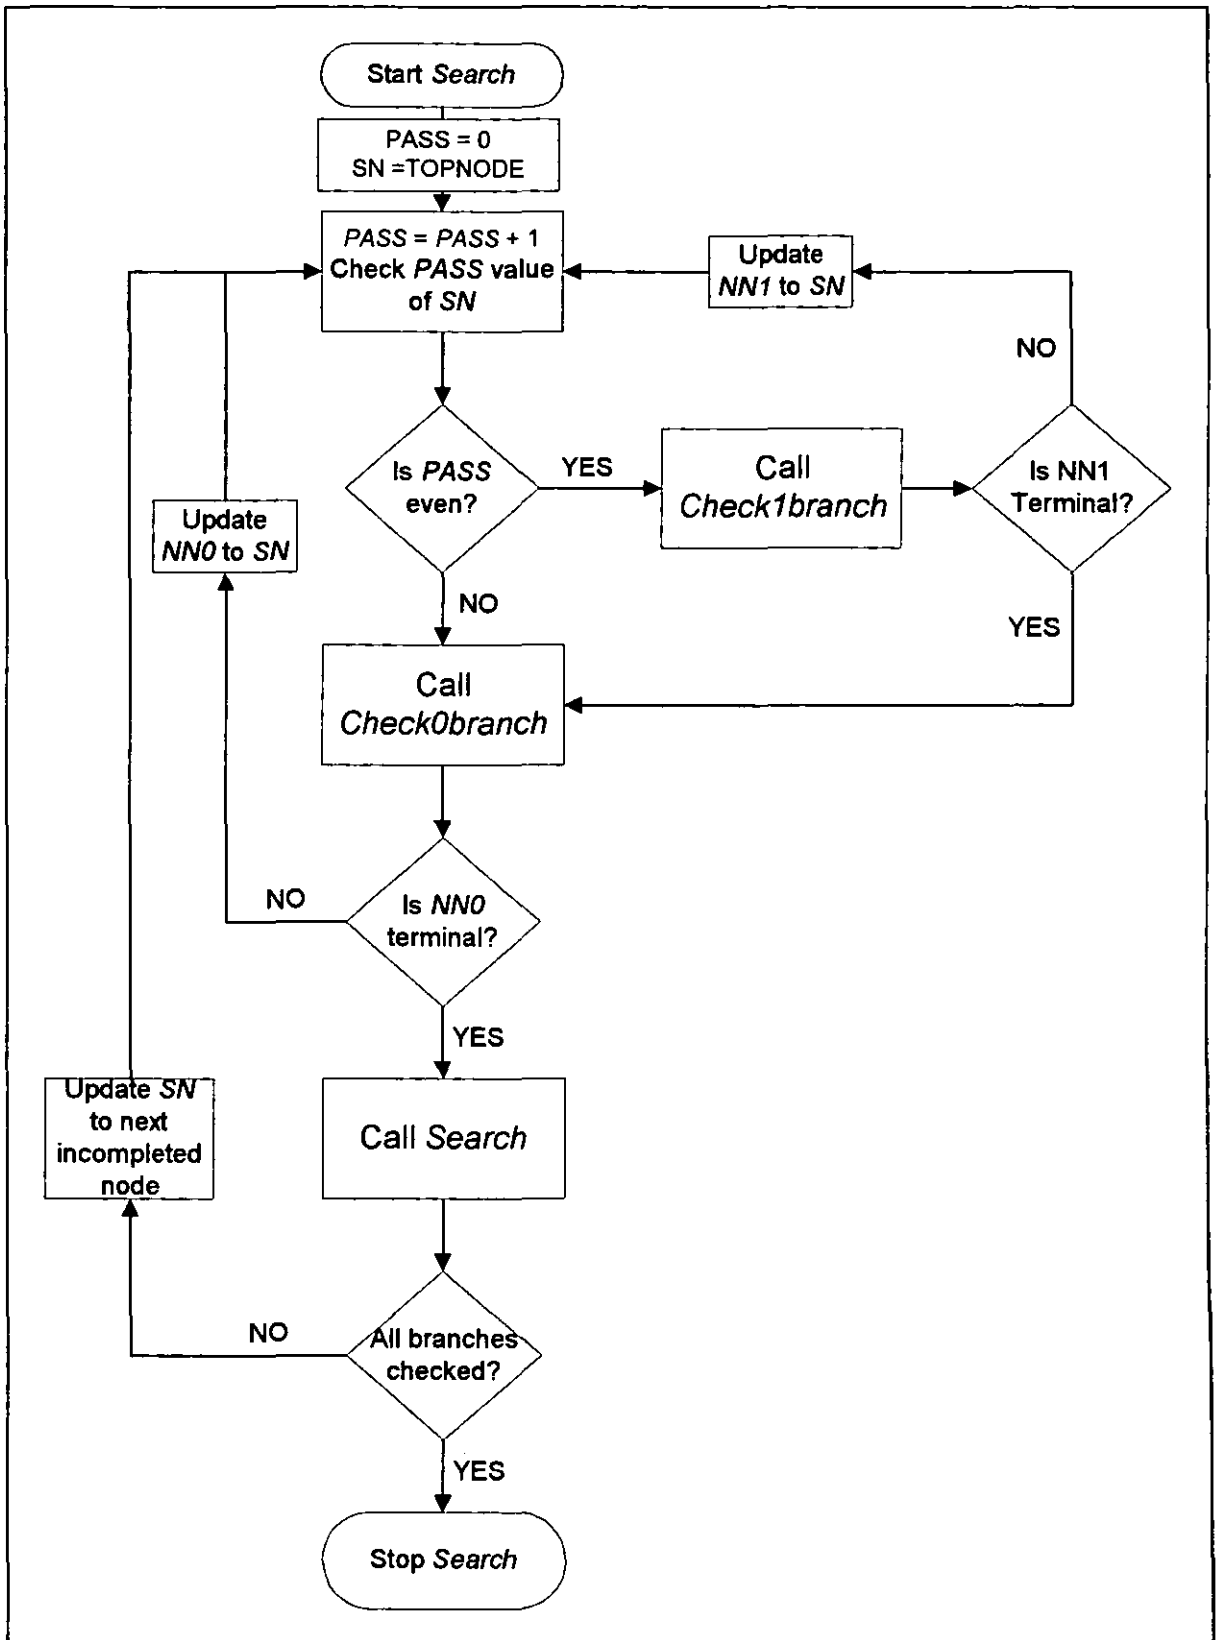 Start Search
PASS = 0
SN =TOPNODE
PASS = PASS + 1
Check PASS value
of SN
Update
NN1 to SN
NO
Is PASS
even?
YES
Call
Check1branch
Is NN1
Terminal?
Update
NN0 to SN
NO
YES
Call
Check0branch
NO
Is NN0
terminal?
YES
Update SN
to next
incompleted
node
Call Search
NO
All branches
checked?
YES
Stop Search